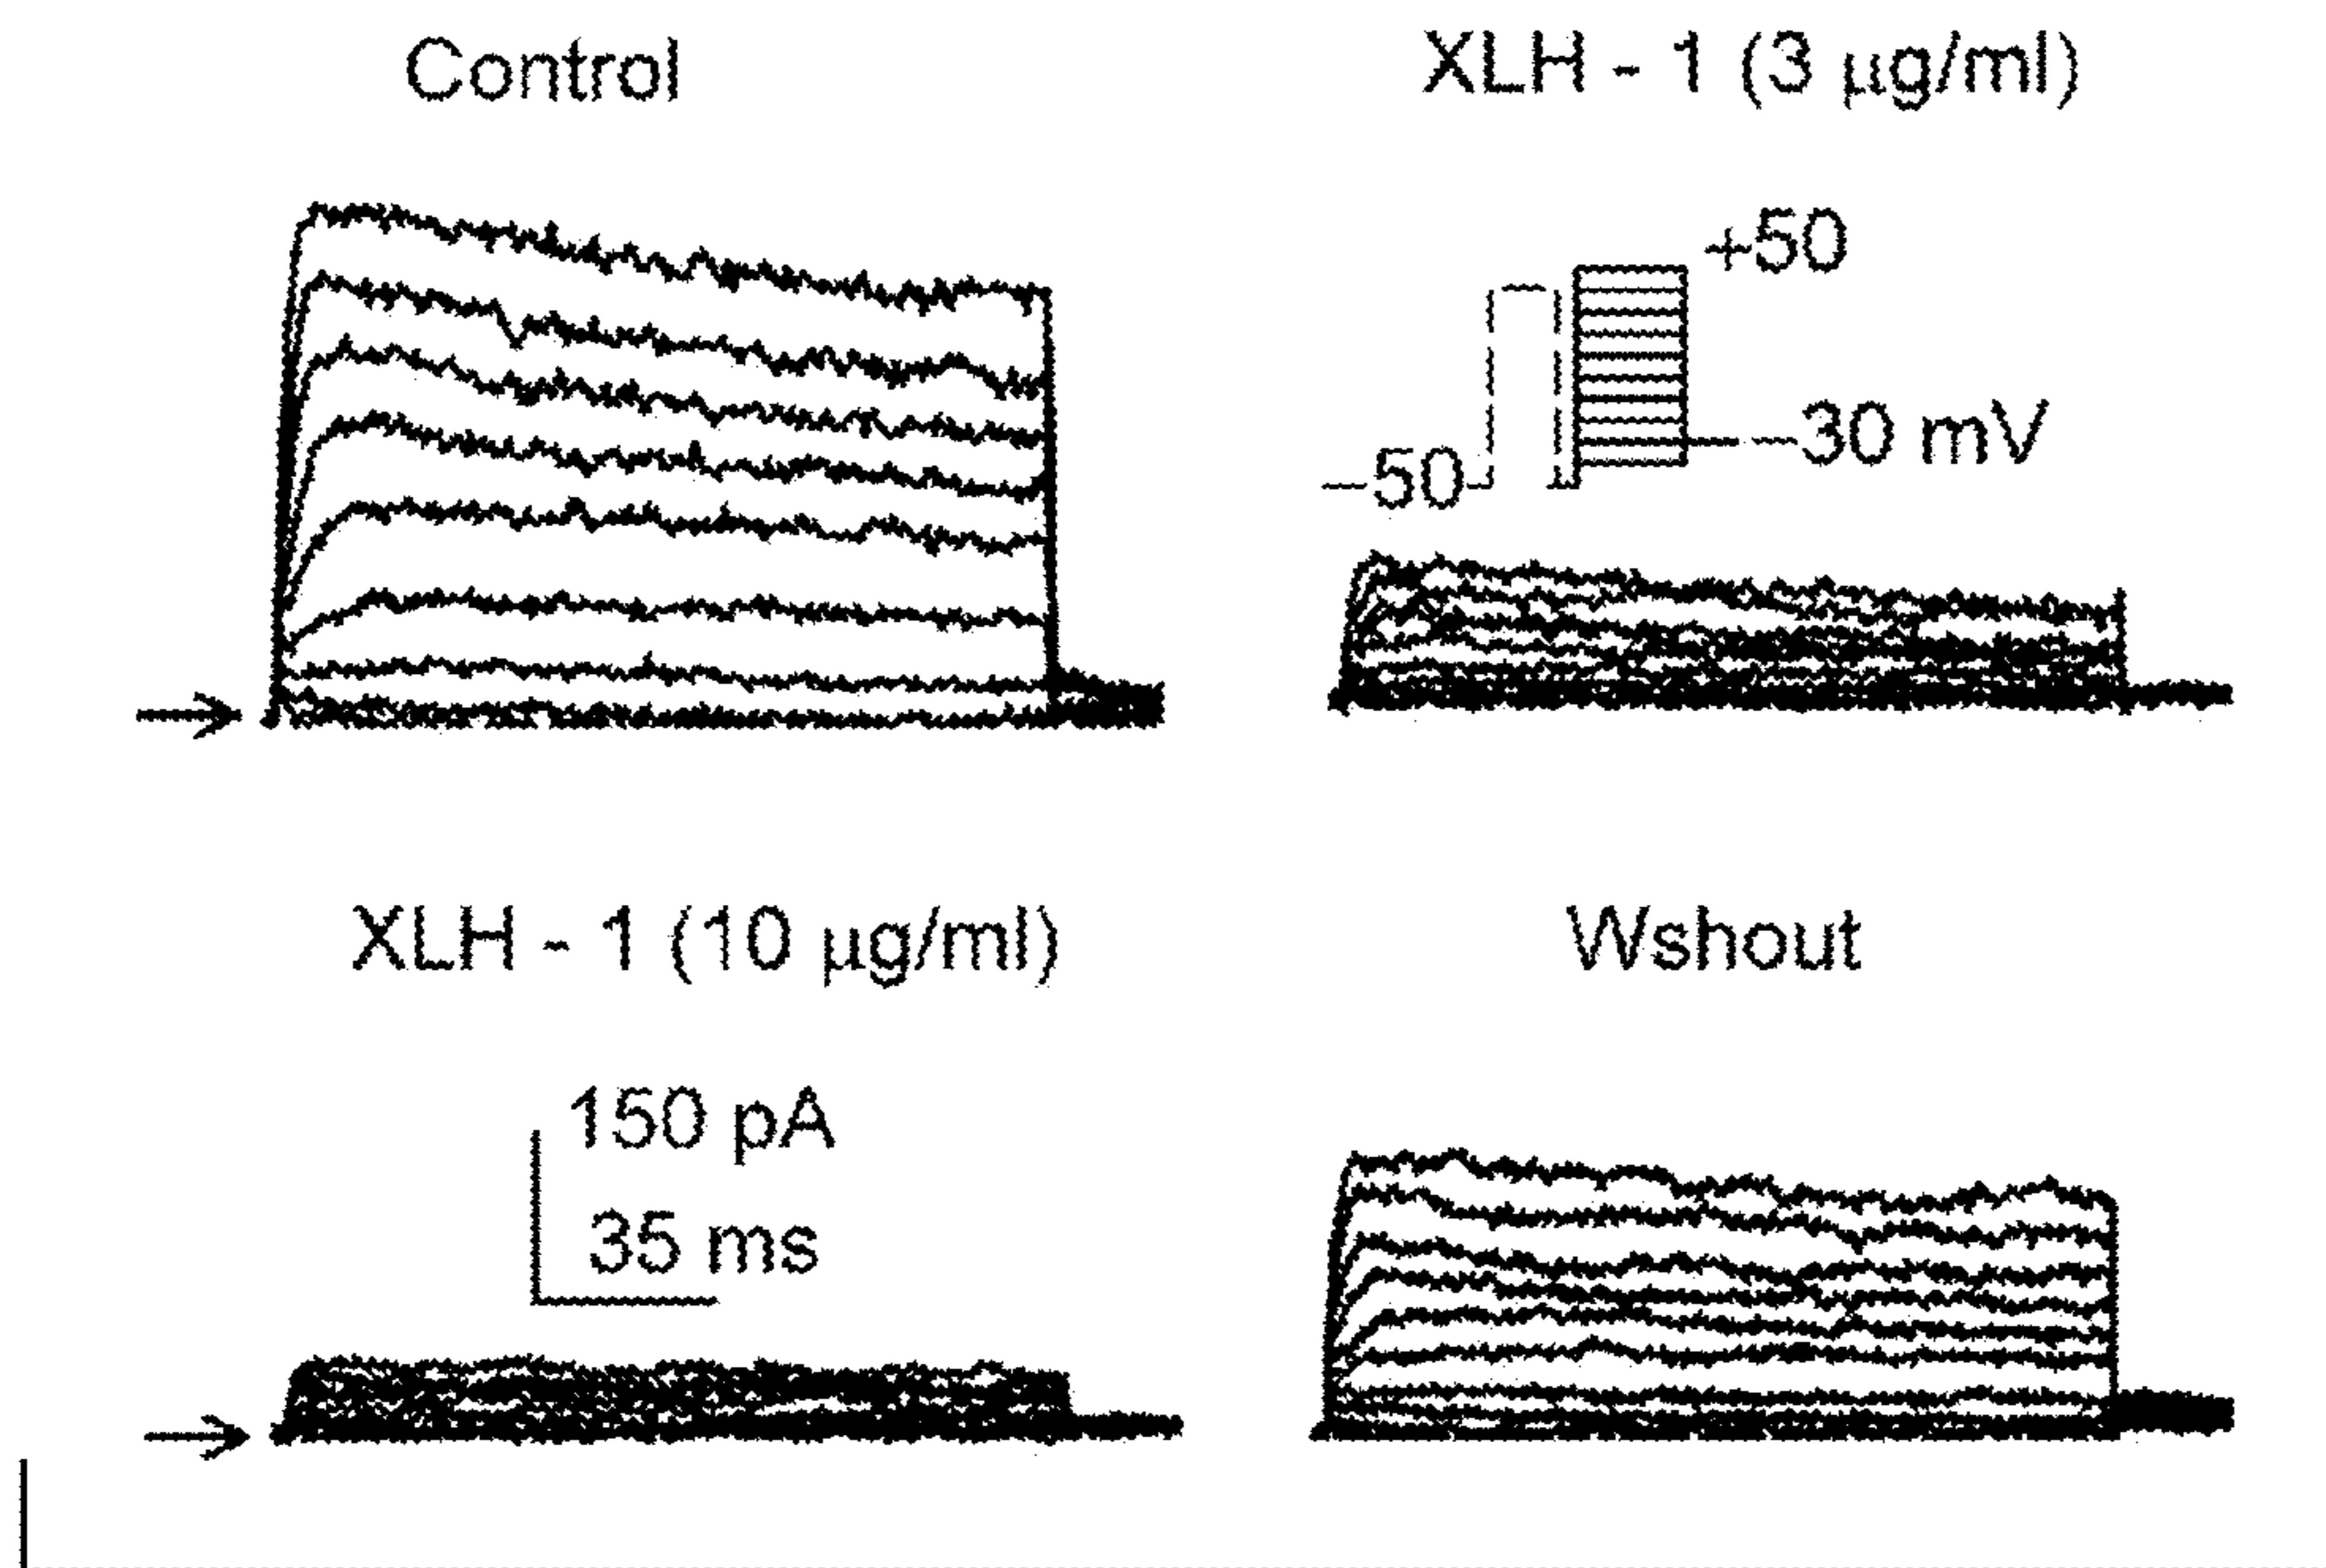 Control
XLH - 1 (3 µg/ml)
+50
-30 mV
-50
XLH - 1 (10 µg/ml)
Wshout
150 pA
35 ms